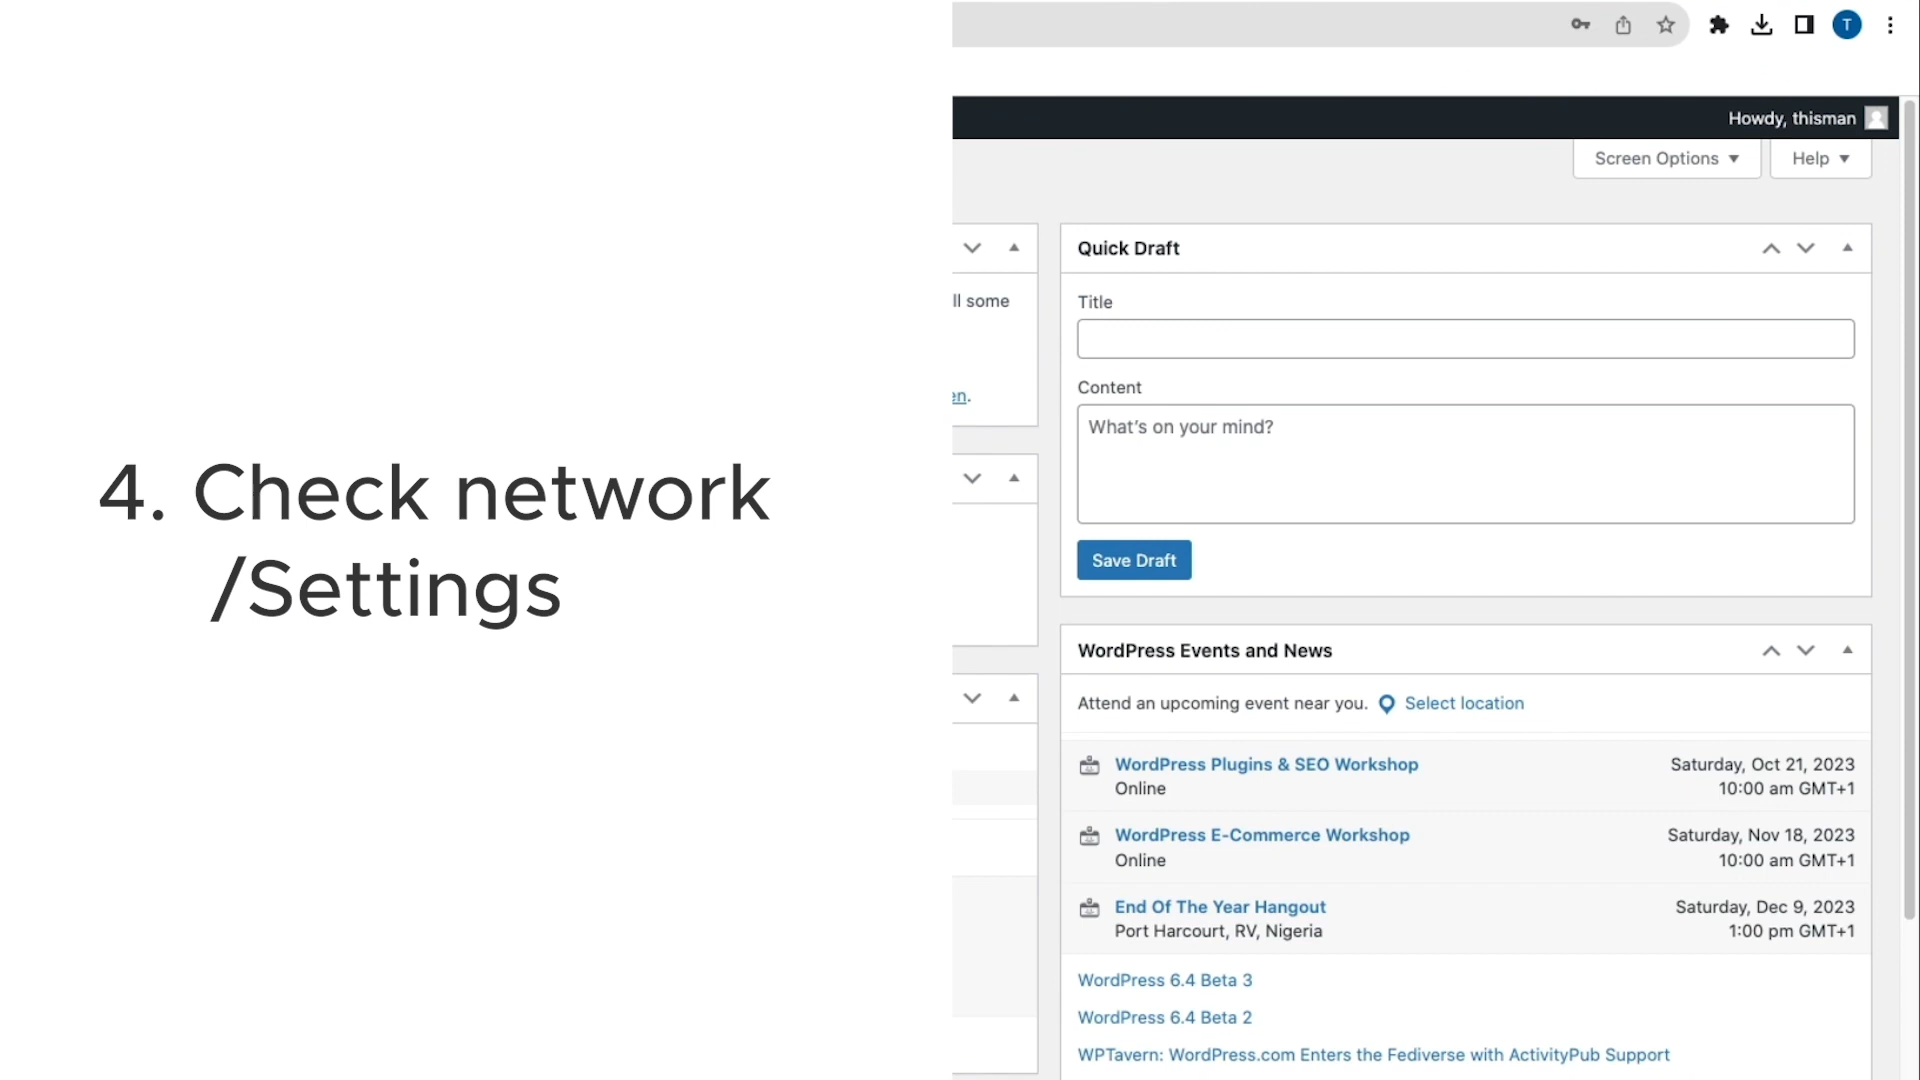 4. Check network
/Settings
T
Howdy, thisman
Screen Options
Help
ll some
en.
Quick Draft
Title
Content
What's on your mind?
Save Draft
WordPress Events and News
Attend an upcoming event near you. Select location
WordPress Plugins & SEO Workshop
Online
Saturday, Oct 21, 2023
10:00 am GMT+1
WordPress E-Commerce Workshop
Online
Saturday, Nov 18, 2023
10:00 am GMT+1
End Of The Year Hangout
Port Harcourt, RV, Nigeria
Saturday, Dec 9, 2023
1:00 pm GMT+1
WordPress 6.4 Beta 3
WordPress 6.4 Beta 2
WPTavern: WordPress.com Enters the Fediverse with ActivityPub Support